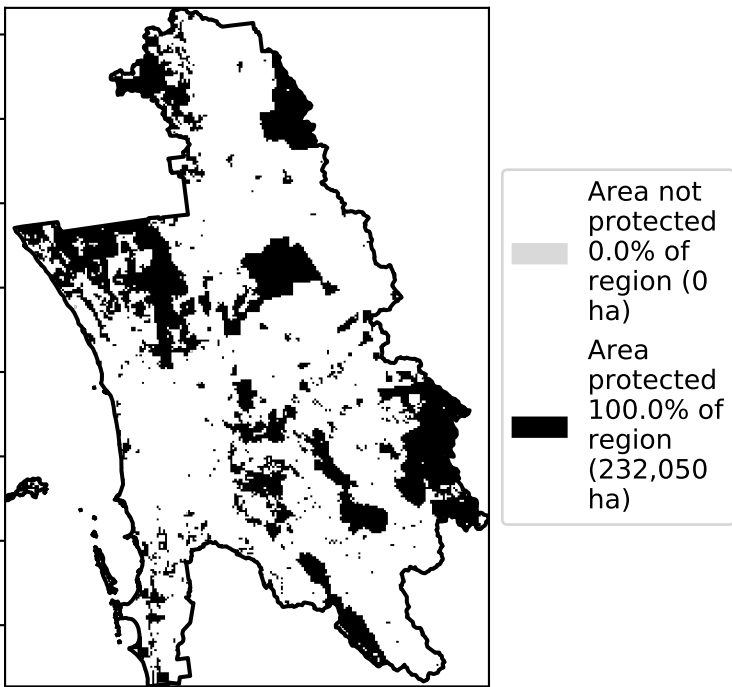 Area not
protected
0.0% of
region (0
ha)
Area
protected
100.0% of
region
(232,050
ha)